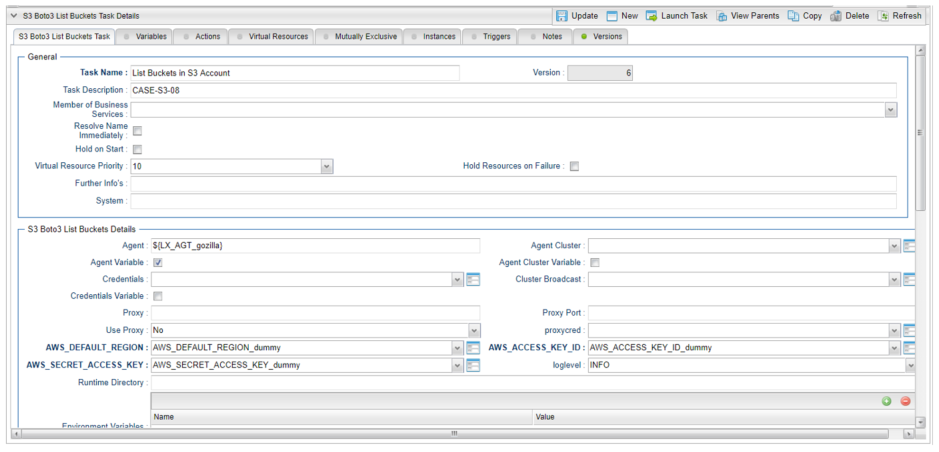 S3 Boto3 List Buckets Task Details Update New Launch Task View Parents Copy Delete Refresh
S3 Boto3 List Buckets Task Variables Actions Virtual Resources Mutually Exclusive Instances Triggers Notes Versions
General
Task Name : List Buckets in S3 Account Version : 6
Task Description : CASE-S3-08
Member of Business
Services :
Resolve Name
Immediately :
Hold on Start :
Virtual Resource Priority : 10 Hold Resources on Failure :
Further Info's :
System :
S3 Boto3 List Buckets Details
Agent : ${LX_AGT_gozilla} Agent Cluster :
Agent Variable : Agent Cluster Variable :
Credentials : Cluster Broadcast :
Credentials Variable :
Proxy : Proxy Port :
Use Proxy : No proxycred :
AWS_DEFAULT_REGION : AWS_DEFAULT_REGION_dummy AWS_ACCESS_KEY_ID : AWS_ACCESS_KEY_ID_dummy
AWS_SECRET_ACCESS_KEY : AWS_SECRET_ACCESS_KEY_dummy loglevel : INFO
Runtime Directory :
Name Value
Environment Variables